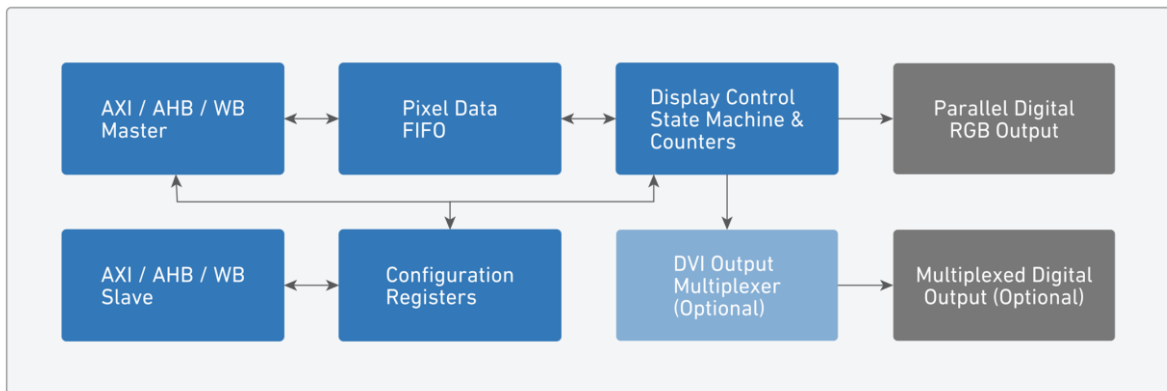 AXI / AHB / WB
Master
Pixel Data
FIFO
Display Control
State Machine &
Counters
Parallel Digital
RGB Output
AXI / AHB / WB
Slave
Configuration
Registers
DVI Output
Multiplexer
(Optional)
Multiplexed Digital
Output (Optional)